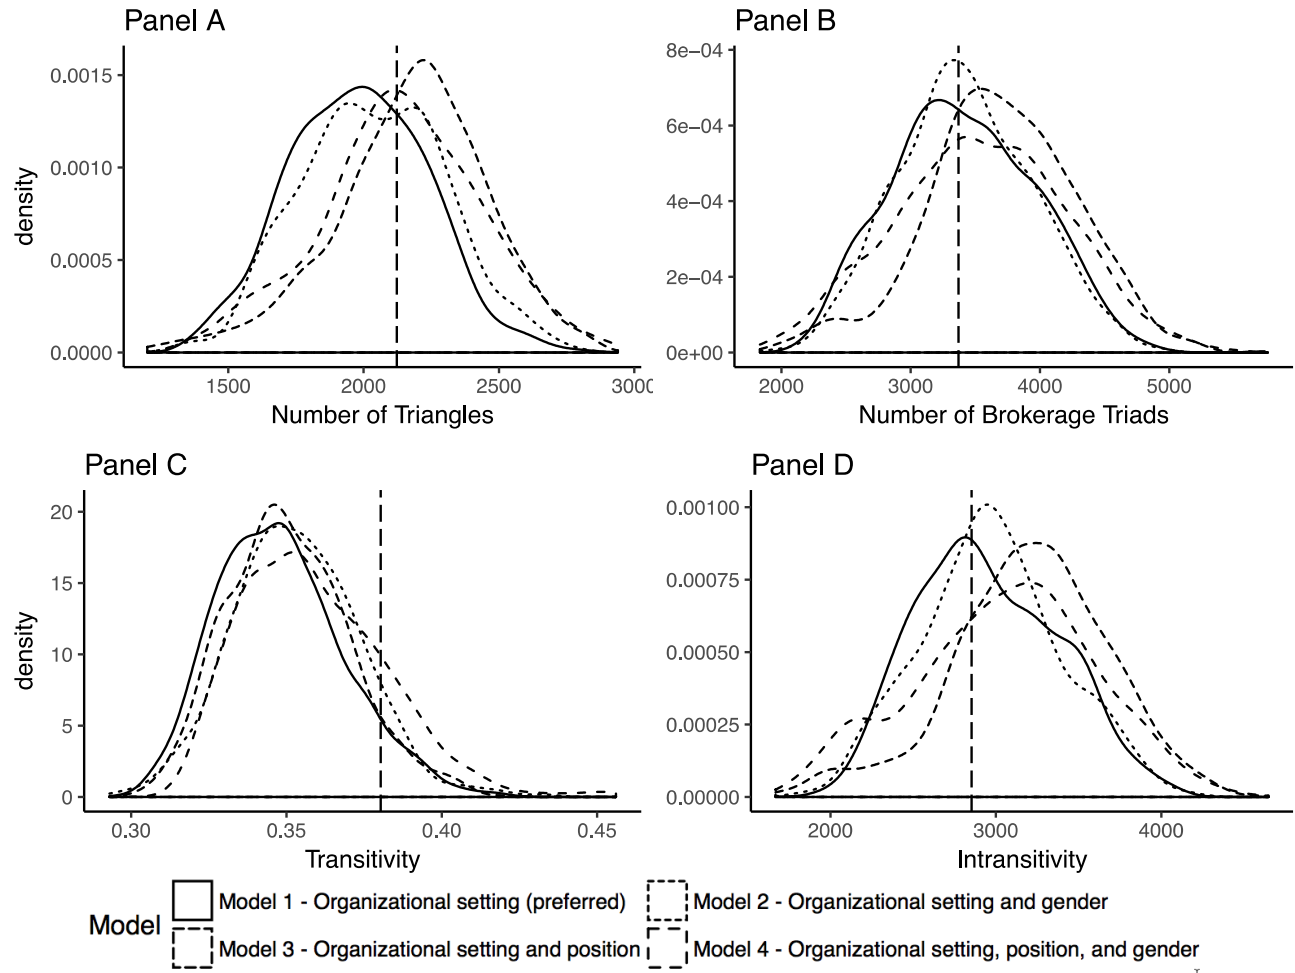 Panel A
0.0015
0.0010
0.0005
0.0000
density
1500 2000 2500 3000
Number of Triangles
Panel B
8e−04
6e−04
4e−04
2e−04
0e+00
2000 3000 4000 5000
Number of Brokerage Triads
Panel C
20
15
10
5
0
density
0.30 0.35 0.40 0.45
Transitivity
Panel D
0.00100
0.00075
0.00050
0.00025
0.00000
2000 3000 4000
Intransitivity
Model
Model 1 - Organizational setting (preferred)
Model 2 - Organizational setting and gender
Model 3 - Organizational setting and position
Model 4 - Organizational setting, position, and gender